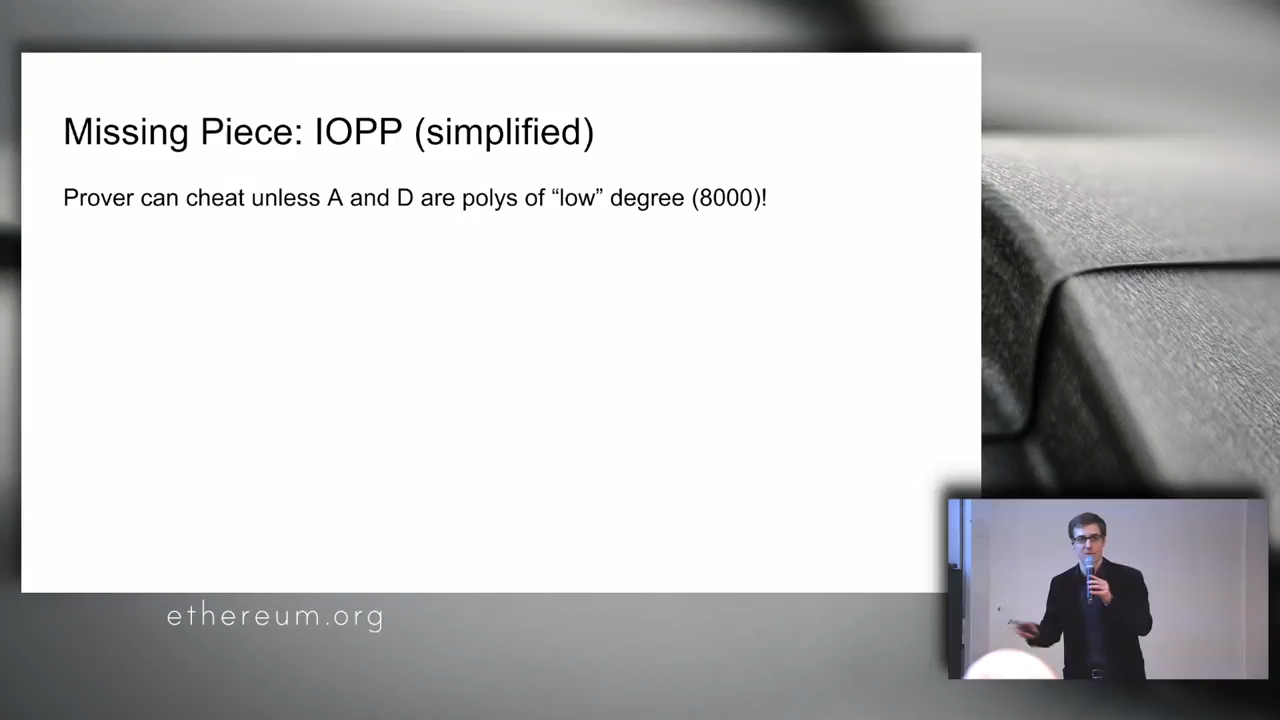 Missing Piece: IOPP (simplified)
Prover can cheat unless A and D are polys of “low” degree (8000)!
ethereum.org